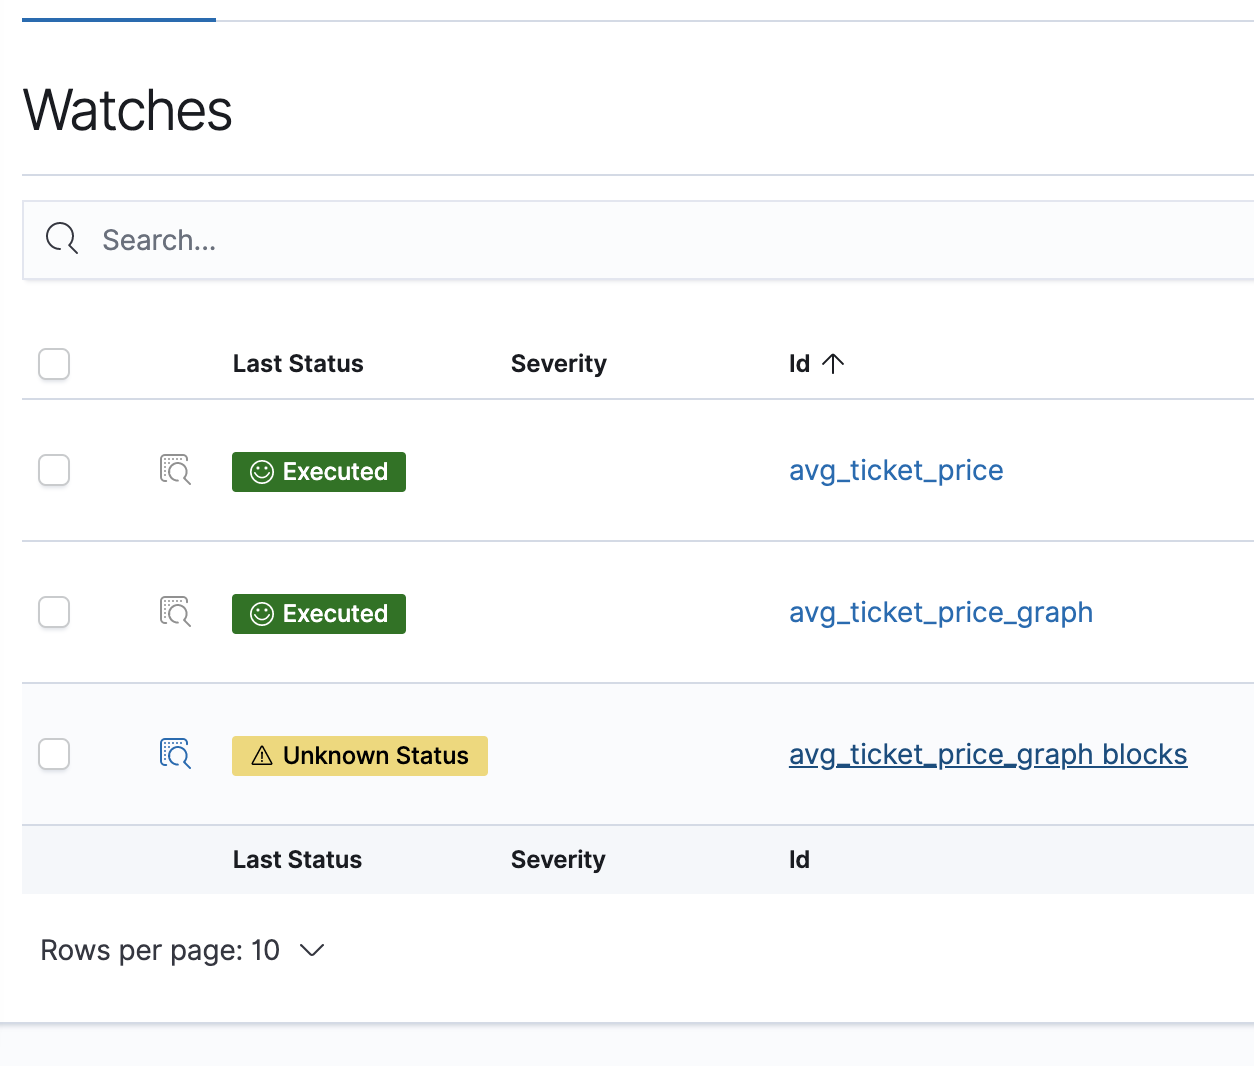 Watches
Search...
Last Status Severity Id
Executed avg_ticket_price
Executed avg_ticket_price_graph
Unknown Status avg_ticket_price_graph blocks
Last Status Severity Id
Rows per page: 10